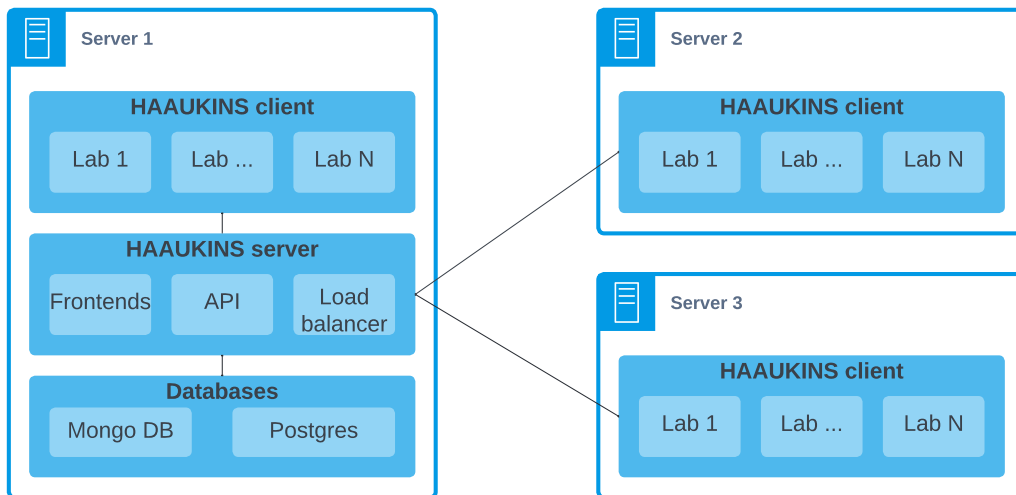 Server 1
HAAUKINS client
Lab 1
Lab ...
Lab N
HAAUKINS server
Frontends
API
Load
balancer
Databases
Mongo DB
Postgres
Server 2
HAAUKINS client
Lab 1
Lab ...
Lab N
Server 3
HAAUKINS client
Lab 1
Lab ...
Lab N